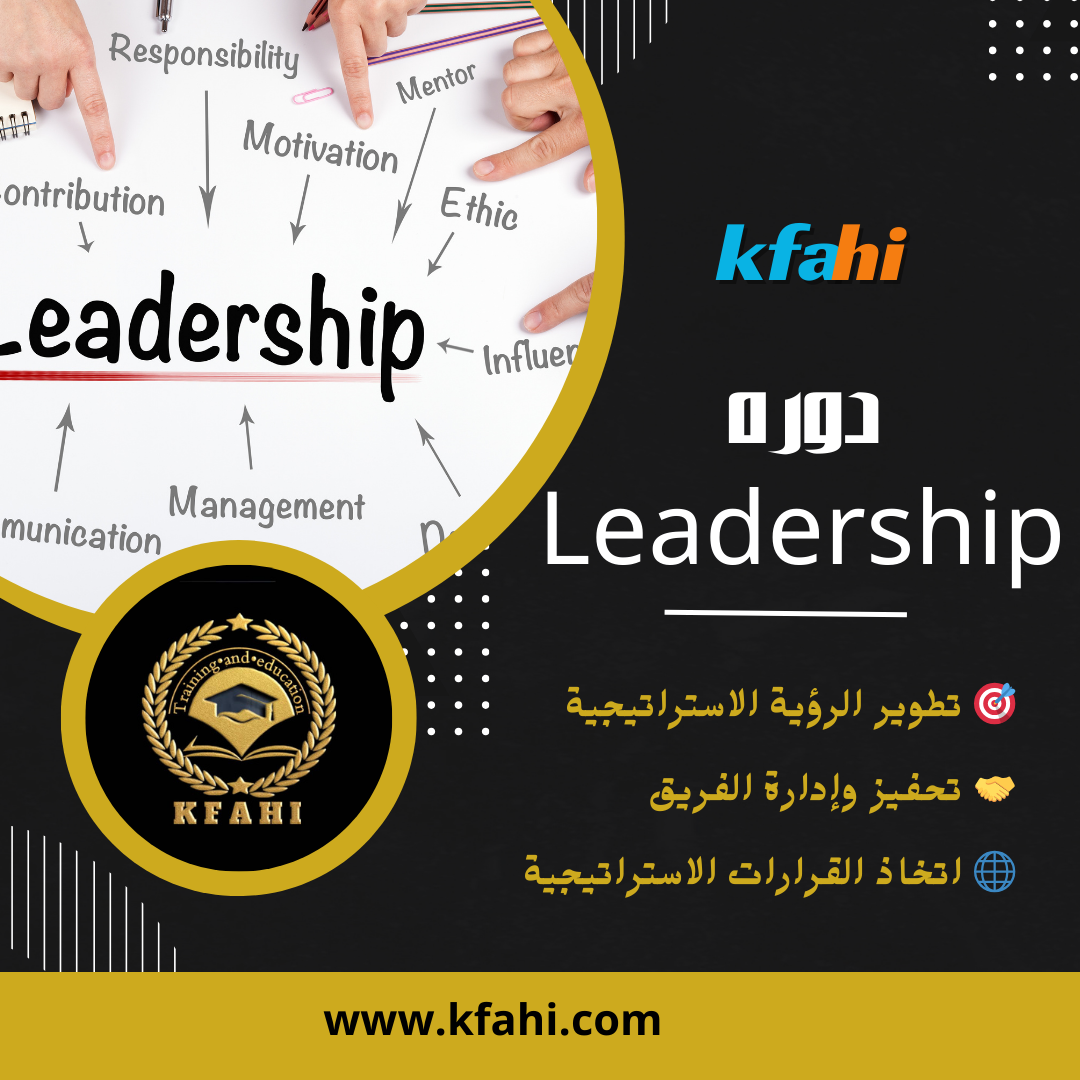 Responsibility
Mentor
Motivation
ontribution
Ethic
Leadership
Influen
Management
munication
kfahi
دوره
Leadership
Training•and•education
KFAHI
تطوير الرؤية الاستراتيجية
تحفيز وإدارة الفريق
اتخاذ القرارات الاستراتيجية
www.kfahi.com